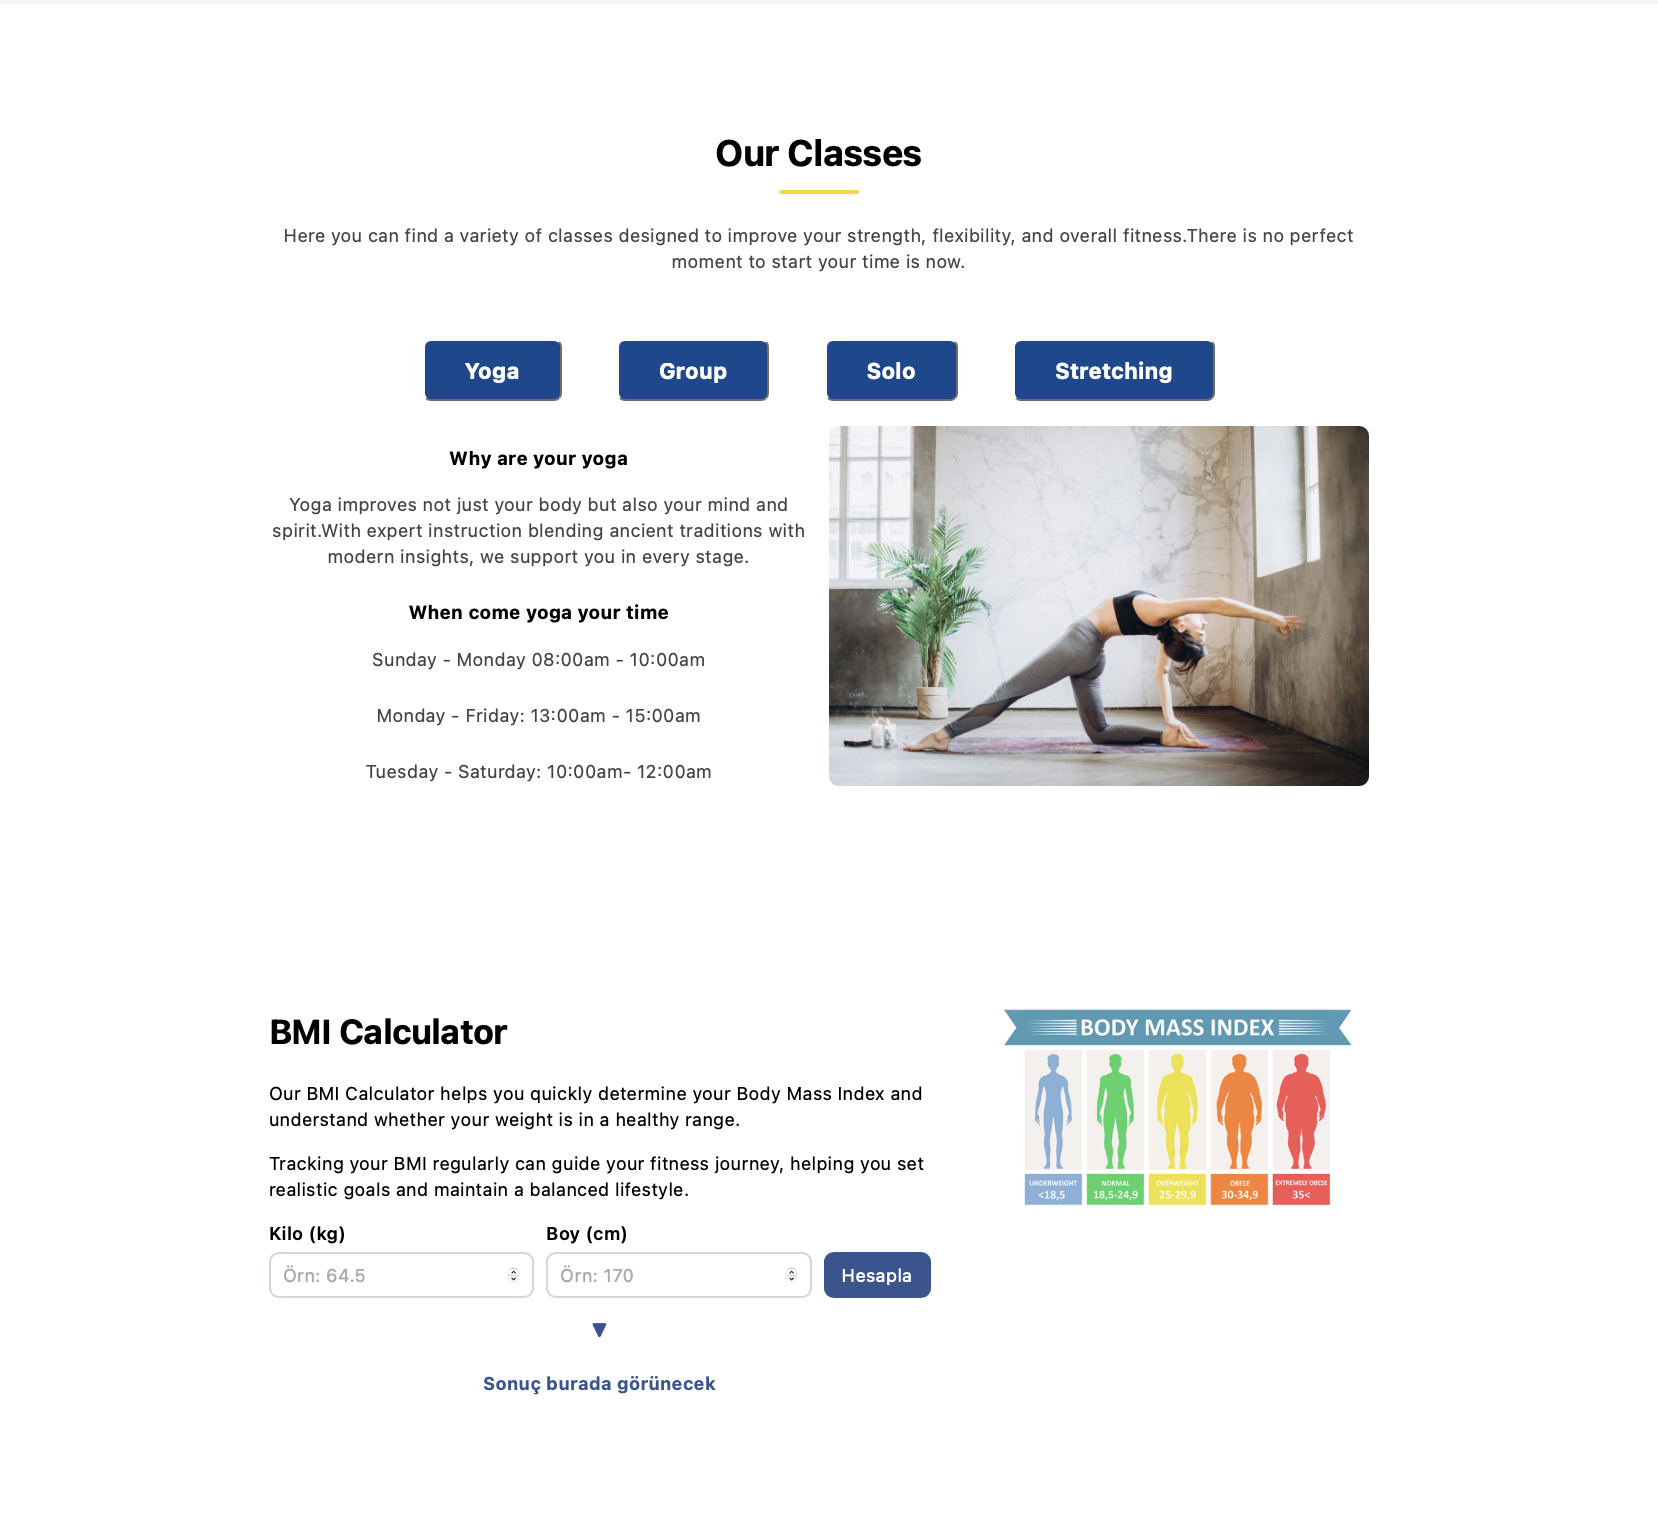 Our Classes
Here you can find a variety of classes designed to improve your strength, flexibility, and overall fitness.There is no perfect
moment to start your time is now.
Yoga
Group
Solo
Stretching
Why are your yoga
Yoga improves not just your body but also your mind and
spirit.With expert instruction blending ancient traditions with
modern insights, we support you in every stage.
When come yoga your time
Sunday - Monday 08:00am - 10:00am
Monday - Friday: 13:00am - 15:00am
Tuesday - Saturday: 10:00am- 12:00am
BMI Calculator
Our BMI Calculator helps you quickly determine your Body Mass Index and
understand whether your weight is in a healthy range.
Tracking your BMI regularly can guide your fitness journey, helping you set
realistic goals and maintain a balanced lifestyle.
Kilo (kg)
Boy (cm)
Örn: 64.5
Örn: 170
Hesapla
Sonuç burada görünecek
BODY MASS INDEX
UNDERWEIGHT
<18,5
NORMAL
18,5-24,9
OVERWEIGHT
25-29,9
OBESE
30-34,9
EXTREMELY OBESE
35<